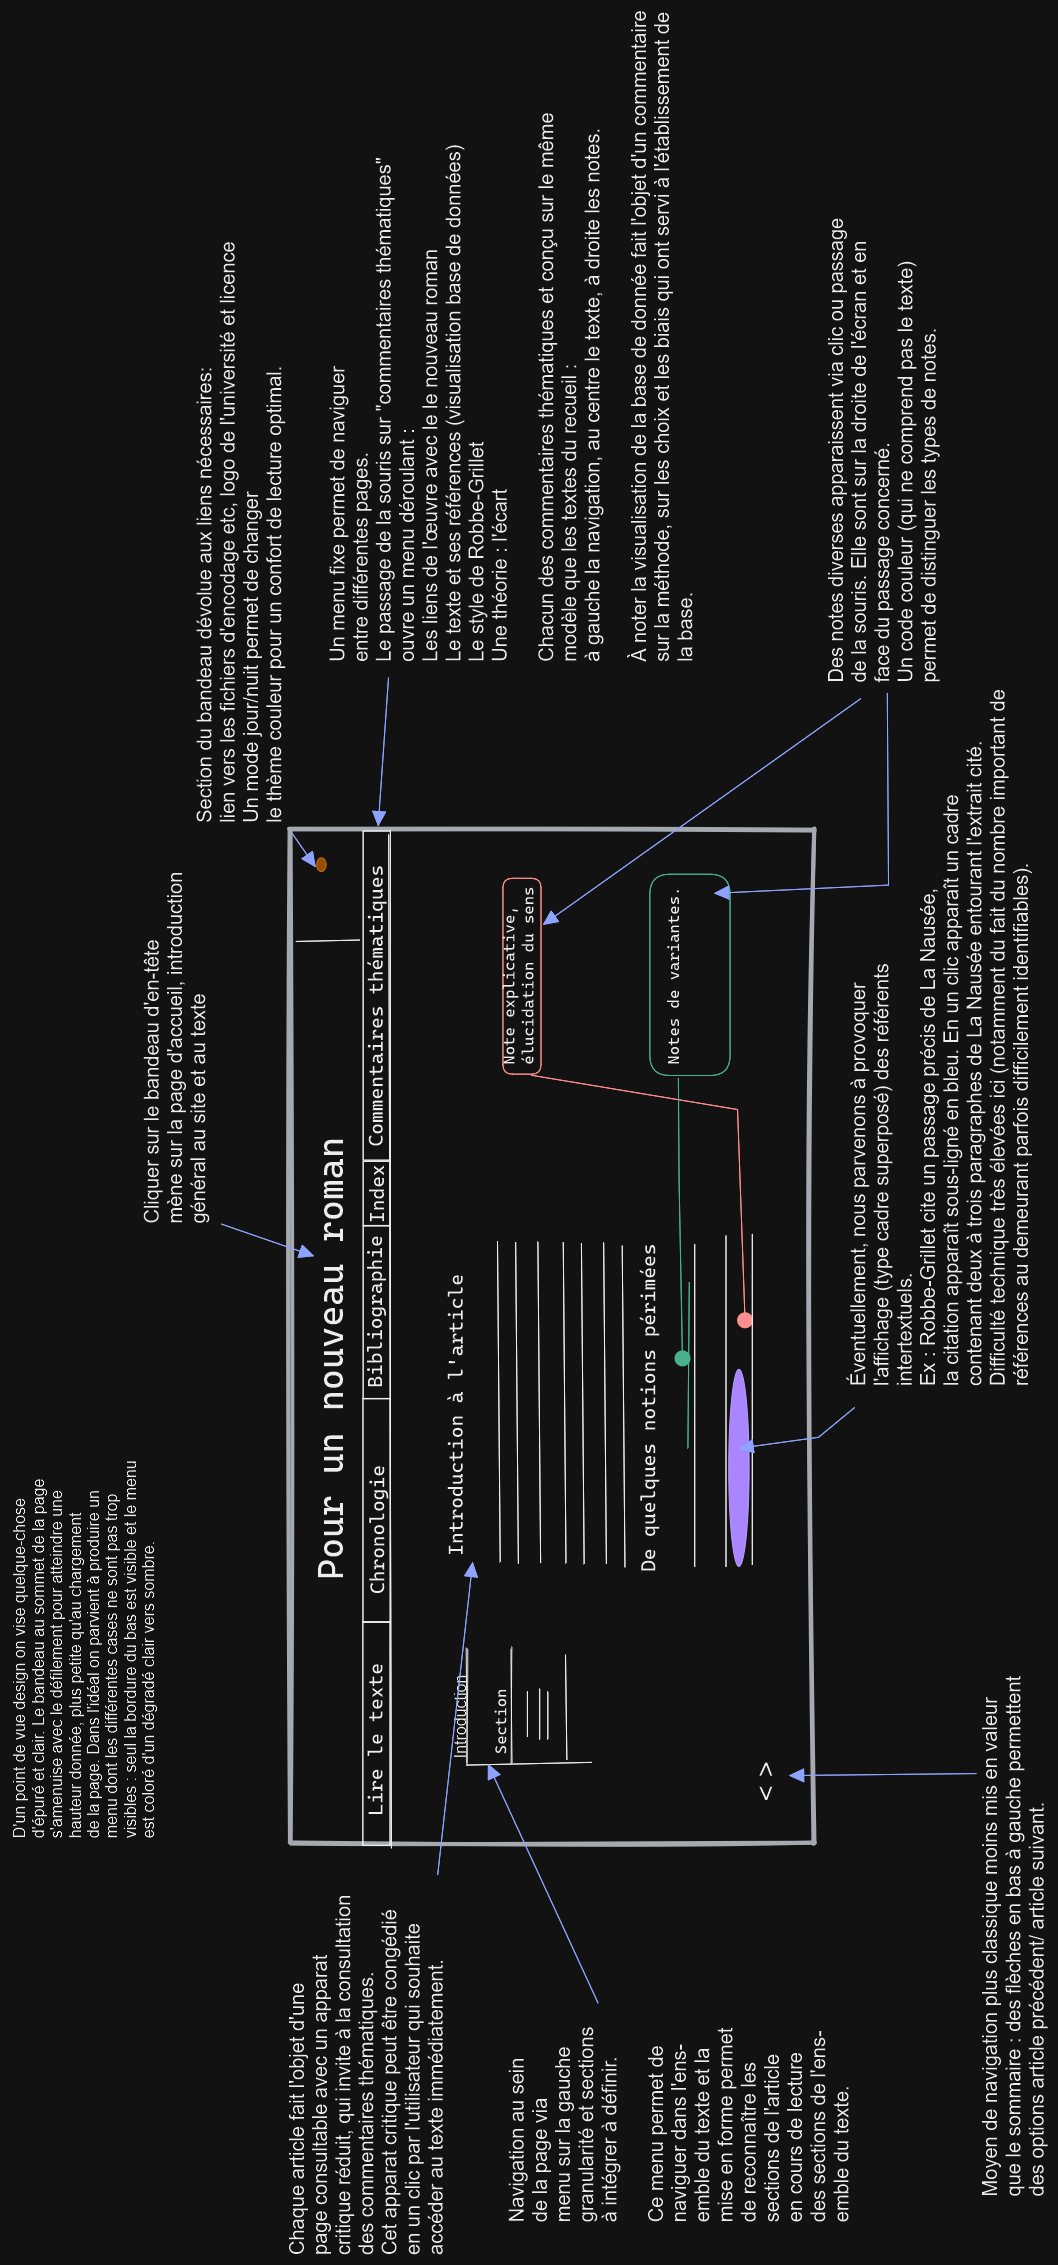 D'un point de vue design on vise quelque-chose
d'épuré et clair. Le bandeau au sommet de la page
s'amenuise avec le défilement pour atteindre une
hauteur donnée, plus petite qu'au chargement
de la page. Dans l'idéal on parvient à produire un
menu dont les différentes cases ne sont pas trop
visibles : seul la bordure du bas est visible et le menu
est coloré d'un dégradé clair vers sombre.
Cliquer sur le bandeau d'en-tête
mène sur la page d'accueil, introduction
général au site et au texte
Section du bandeau dévolue aux liens nécessaires:
lien vers les fichiers d'encodage etc, logo de l'université et licence
Un mode jour/nuit permet de changer
le thème couleur pour un confort de lecture optimal.
Chaque article fait l'objet d'une
page consultable avec un apparat
critique réduit, qui invite à la consultation
des commentaires thématiques.
Cet apparat critique peut être congédié
en un clic par l'utilisateur qui souhaite
accéder au texte immédiatement.
Pour un nouveau roman
Lire le texte
Chronologie
Bibliographie
Index
Commentaires thématiques
Un menu fixe permet de naviguer
entre différentes pages.
Le passage de la souris sur "commentaires thématiques"
ouvre un menu déroulant :
Les liens de l'œuvre avec le le nouveau roman
Le texte et ses références (visualisation base de données)
Le style de Robbe-Grillet
Une théorie : l'écart
Chacun des commentaires thématiques et conçu sur le même
modèle que les textes du recueil :
à gauche la navigation, au centre le texte, à droite les notes.
À noter la visualisation de la base de donnée fait l'objet d'un commentaire
sur la méthode, sur les choix et les biais qui ont servi à l'établissement de
la base.
Introduction
Section
Introduction à l'article
De quelques notions périmées
Note explicative,
élucidation du sens
Notes de variantes.
< >
Navigation au sein
de la page via
menu sur la gauche
granularité et sections
à intégrer à définir.
Ce menu permet de
naviguer dans l'ens-
emble du texte et la
mise en forme permet
de reconnaître les
sections de l'article
en cours de lecture
des sections de l'ens-
emble du texte.
Des notes diverses apparaissent via clic ou passage
de la souris. Elle sont sur la droite de l'écran et en
face du passage concerné.
Un code couleur (qui ne comprend pas le texte)
permet de distinguer les types de notes.
Éventuellement, nous parvenons à provoquer
l'affichage (type cadre superposé) des référents
intertextuels.
Ex : Robbe-Grillet cite un passage précis de La Nausée,
la citation apparaît sous-ligné en bleu. En un clic apparaît un cadre
contenant deux à trois paragraphes de La Nausée entourant l'extrait cité.
Difficulté technique très élevées ici (notamment du fait du nombre important de
références au demeurant parfois difficilement identifiables).
Moyen de navigation plus classique moins mis en valeur
que le sommaire : des flèches en bas à gauche permettent
des options article précédent/ article suivant.